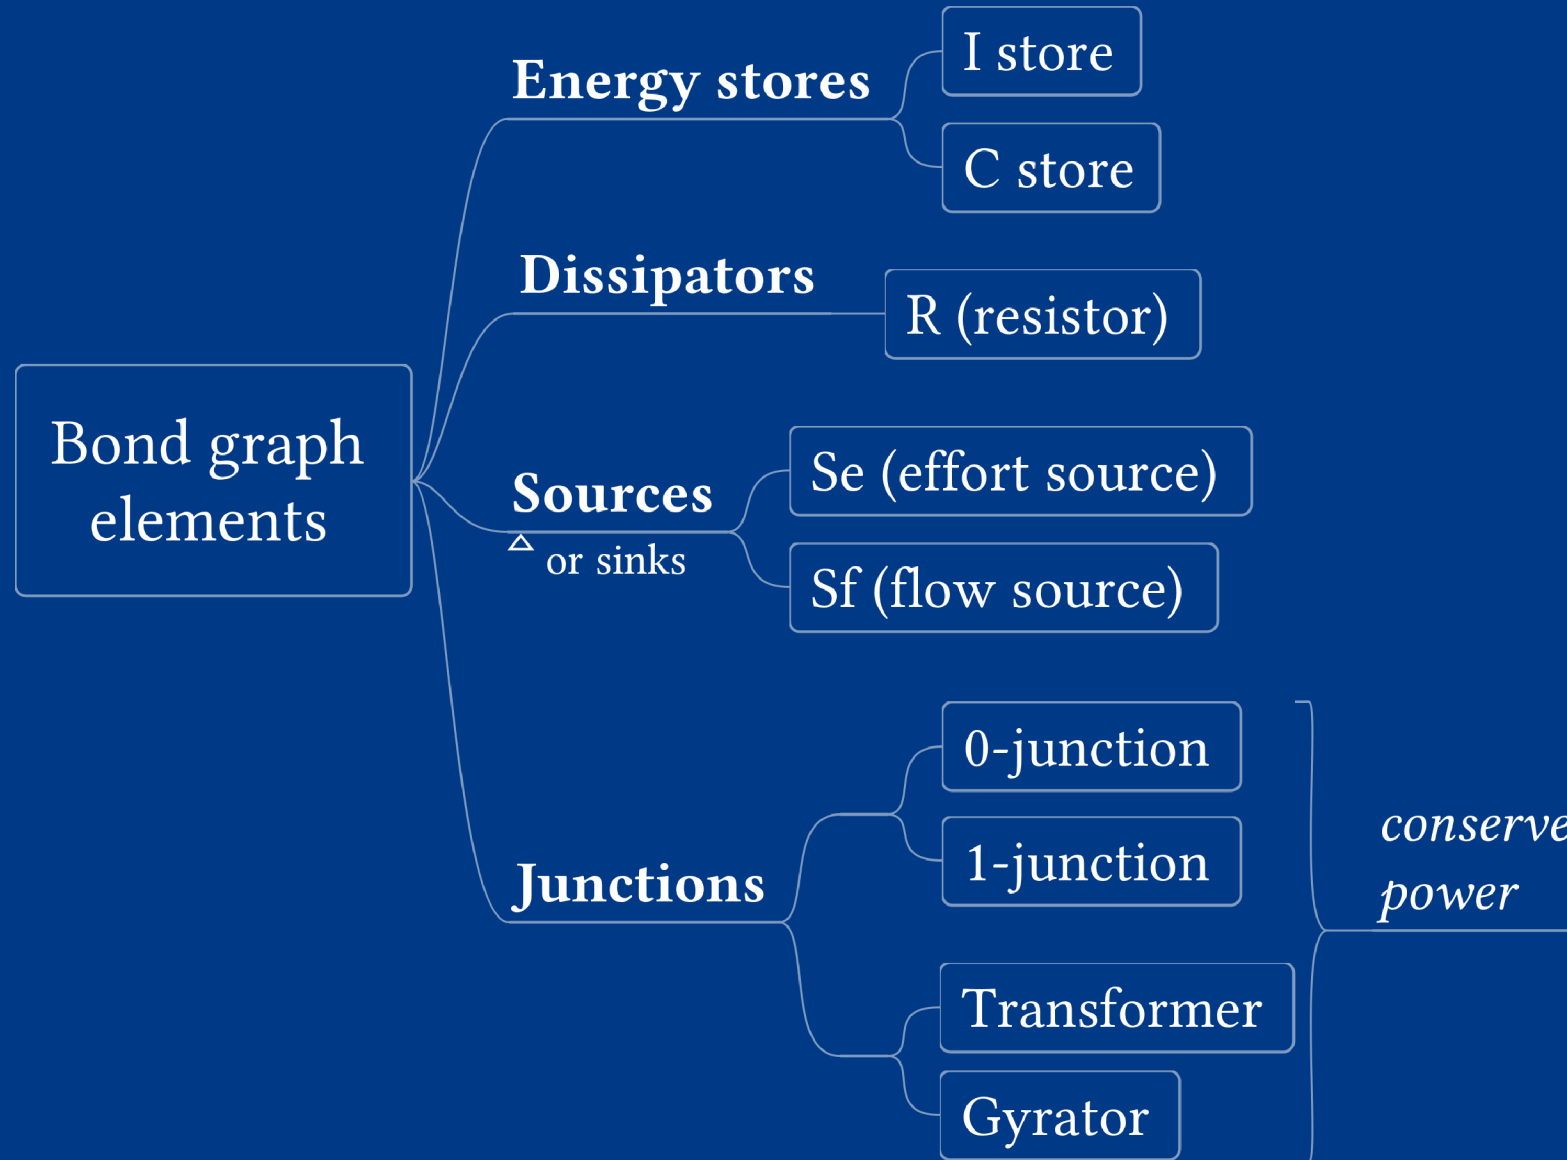 Bond graph
elements
Energy stores
I store
C store
Dissipators
R (resistor)
Sources
or sinks
Se (effort source)
Sf (flow source)
Junctions
0-junction
1-junction
Transformer
Gyrator
conserve
power